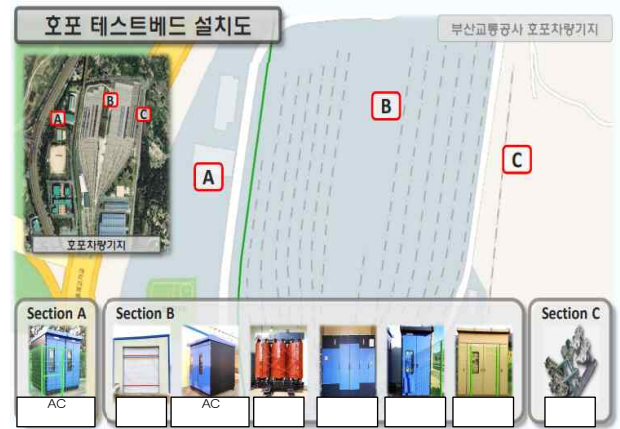 호포 테스트베드 설치도
부산교통공사 호포차량기지
A
B
C
호포차량기지
A
B
C
Section A
AC
Section B
AC
Section C